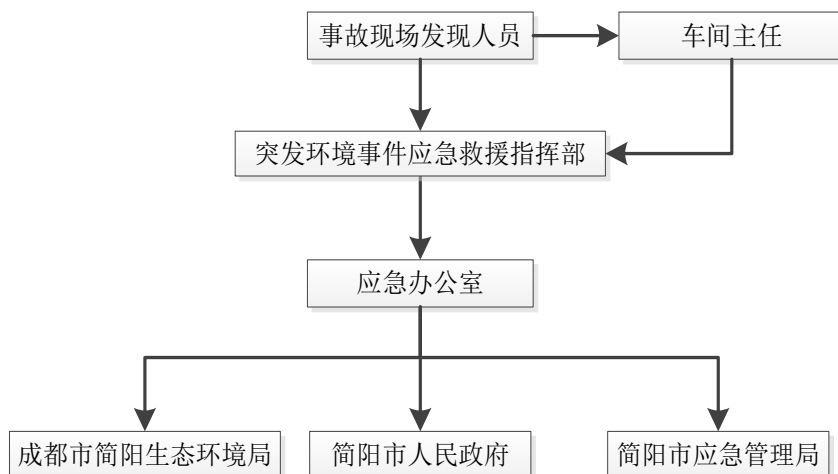 事故现场发现人员
车间主任
突发环境事件应急救援指挥部
应急办公室
成都市简阳生态环境局
简阳市人民政府
简阳市应急管理局